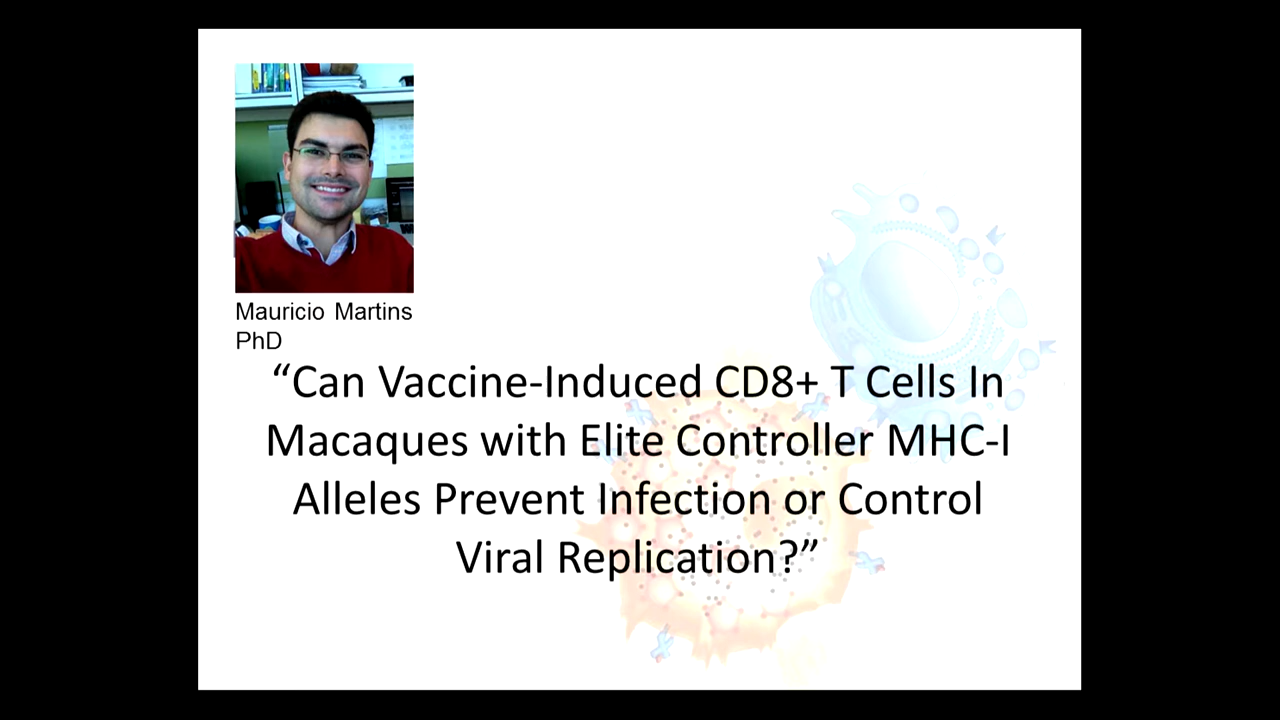 Mauricio Martins
PhD
“Can Vaccine-Induced CD8+ T Cells In
Macaques with Elite Controller MHC-I
Alleles Prevent Infection or Control
Viral Replication?”